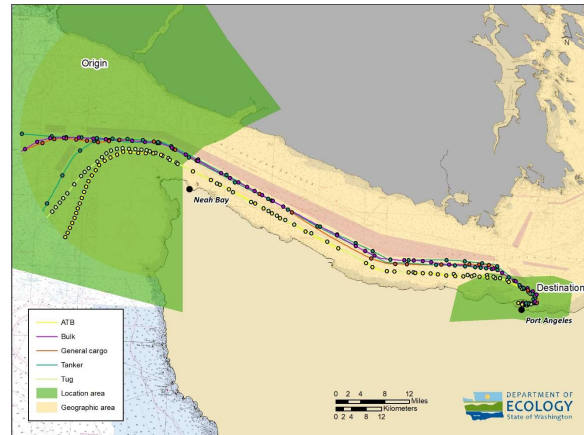 Origin
N
Neah Bay
Destination
Port Angeles
ATB
Bulk
General cargo
Tanker
Tug
Location area
Geographic area
0 2 4 8 12
Miles
0 2 4 8 12
Kilometers
DEPARTMENT OF
ECOLOGY
State of Washington